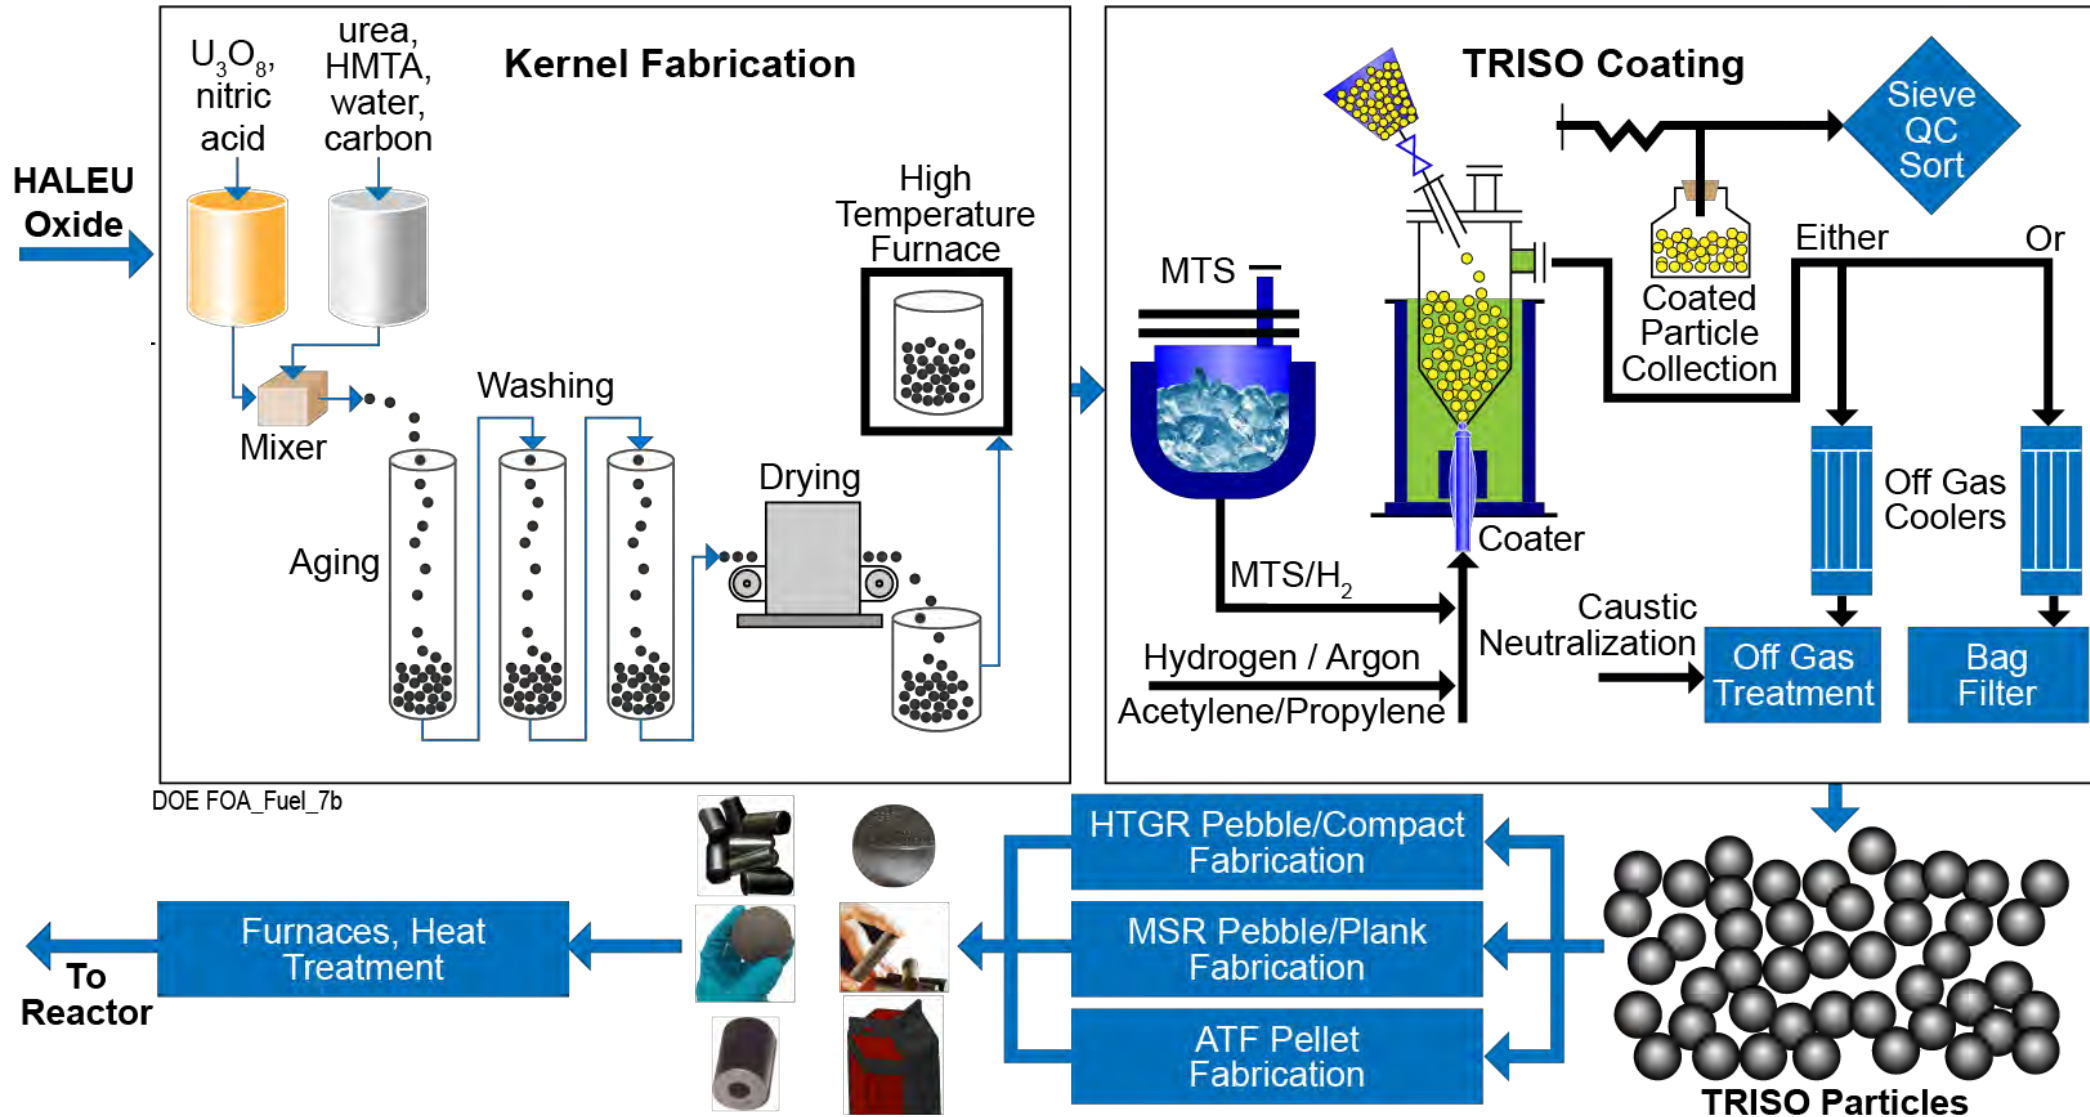 Kernel Fabrication
U3O8,
nitric
acid
urea,
HMTA,
water,
carbon
HALEU
Oxide
Mixer
Aging
Washing
Drying
High
Temperature
Furnace
TRISO Coating
Sieve
QC
Sort
MTS
Coated
Particle
Collection
Either
Or
Off Gas
Coolers
Coater
MTS/H2
Hydrogen / Argon
Acetylene/Propylene
Caustic
Neutralization
Off Gas
Treatment
Bag
Filter
DOE FOA_Fuel_7b
TRISO Particles
HTGR Pebble/Compact
Fabrication
MSR Pebble/Plank
Fabrication
ATF Pellet
Fabrication
Furnaces, Heat
Treatment
To
Reactor